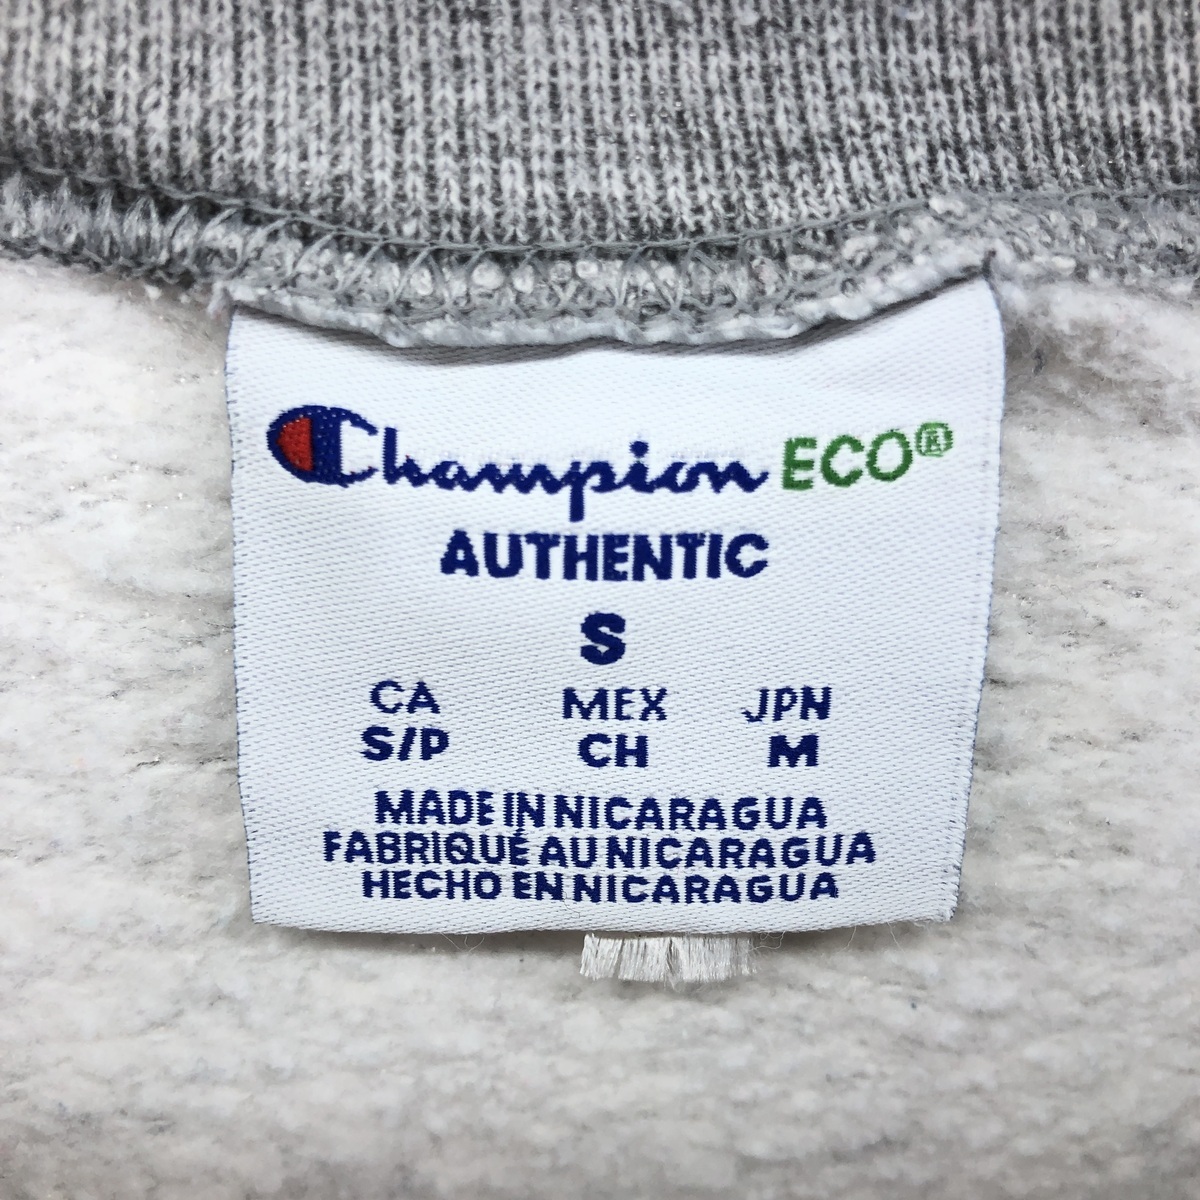 Champion ECO®
AUTHENTIC
S
CA MEX JPN
S/P CH M
MADE IN NICARAGUA
FABRIQUÉ AU NICARAGUA
HECHO EN NICARAGUA